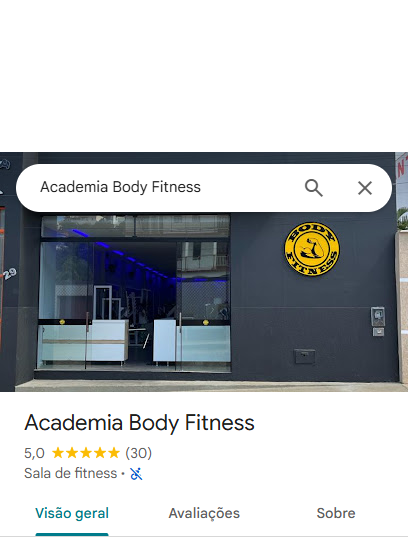 Academia Body Fitness
BODY
FITNESS
29
Academia Body Fitness
5,0 (30)
Sala de fitness ·
Visão geral Avaliações Sobre